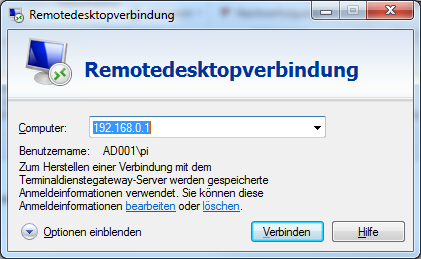 Remotedesktopverbindung
Remotedesktopverbindung
Computer: 192.168.0.1
Benutzername: AD001\pi
Zum Herstellen einer Verbindung mit dem
Terminaldienstegateway-Server werden gespeicherte
Anmeldeinformationen verwendet. Sie können diese
Anmeldeinformationen bearbeiten oder löschen.
Optionen einblenden Verbinden Hilfe